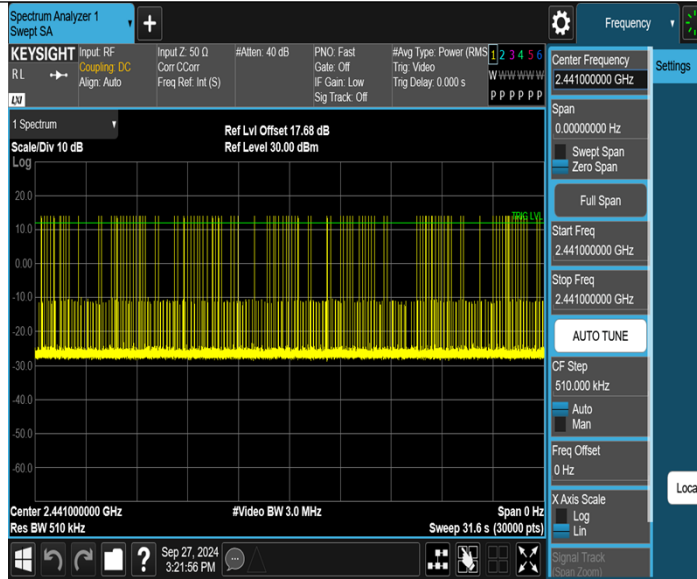 Spectrum Analyzer 1
Swept SA
Frequency
KEYSIGHT
RL
LXI
Input: RF
Coupling: DC
Align: Auto
Input Z: 50 Ω
Corr CCorr
Freq Ref: Int (S)
#Atten: 40 dB
PNO: Fast
Gate: Off
IF Gain: Low
Sig Track: Off
#Avg Type: Power (RMS
Trig: Video
Trig Delay: 0.000 s
1 2 3 4 5 6
W W W W W W
P P P P P P
1 Spectrum
Scale/Div 10 dB
Ref Lvl Offset 17.68 dB
Ref Level 30.00 dBm
Log
20.0
10.0
0.00
-10.0
-20.0
-30.0
-40.0
-50.0
-60.0
TRIG LVL
Center 2.441000000 GHz
#Video BW 3.0 MHz
Span 0 Hz
Res BW 510 kHz
Sweep 31.6 s (30000 pts)
Sep 27, 2024
3:21:56 PM
Center Frequency
2.441000000 GHz
Settings
Span
0.00000000 Hz
Swept Span
Zero Span
Full Span
Start Freq
2.441000000 GHz
Stop Freq
2.441000000 GHz
AUTO TUNE
CF Step
510.000 kHz
Auto
Man
Freq Offset
0 Hz
Loca
X Axis Scale
Log
Lin
Signal Track
(Span Zoom)